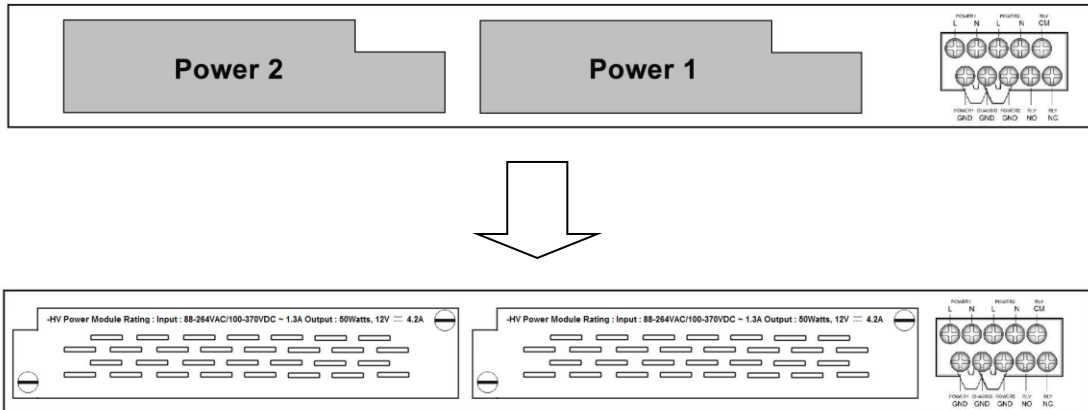 POWER1 POWER2 RLY
L N L N CM
Power 2 Power 1
POWER1 CHASSIS POWER2 RLY RLY
GND GND GND NO NC
-HV Power Module Rating : Input : 88-264VAC/100-370VDC ~ 1.3A Output : 50Watts, 12V ⎓ 4.2A
-HV Power Module Rating : Input : 88-264VAC/100-370VDC ~ 1.3A Output : 50Watts, 12V ⎓ 4.2A
POWER1 POWER2 RLY
L N L N CM
POWER1 CHASSIS POWER2 RLY RLY
GND GND GND NO NC